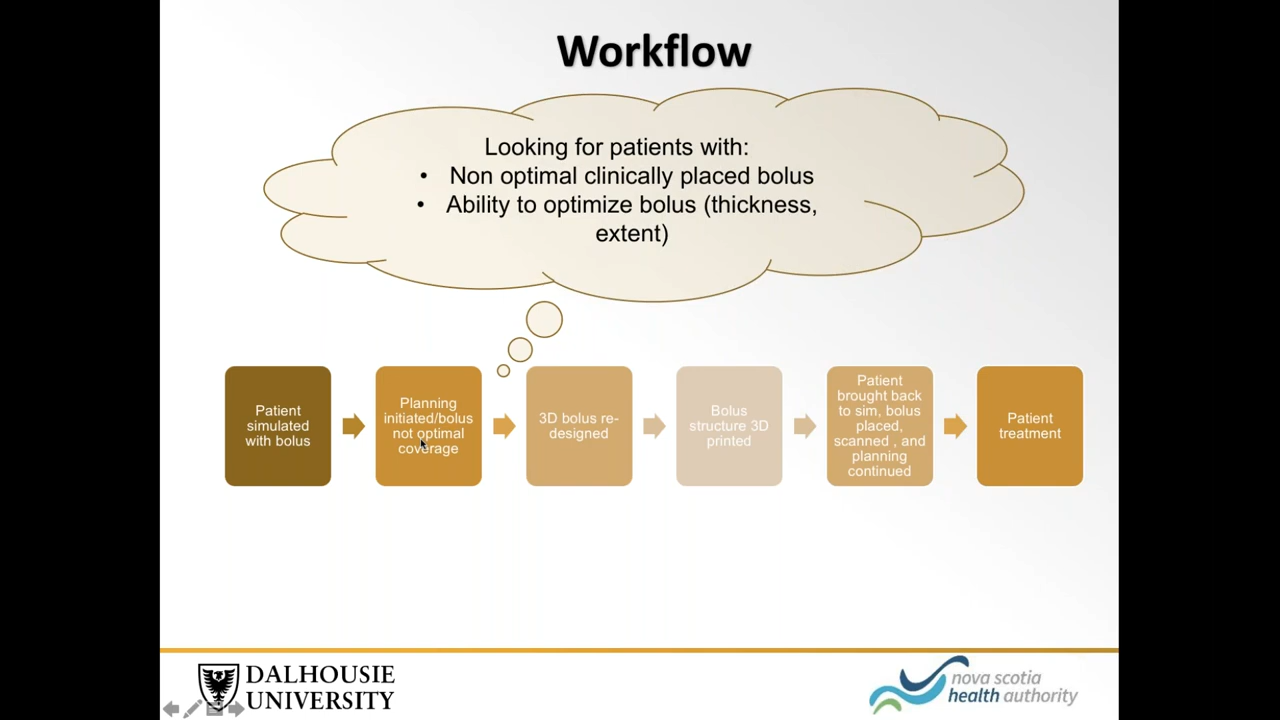 Workflow
Looking for patients with:
• Non optimal clinically placed bolus
• Ability to optimize bolus (thickness,
extent)
Patient
simulated
with bolus
Planning
initiated/bolus
not optimal
coverage
3D bolus re-
designed
Bolus
structure 3D
printed
Patient
brought back
to sim, bolus
placed,
scanned , and
planning
continued
Patient
treatment
DALHOUSIE
UNIVERSITY
nova scotia
health authority